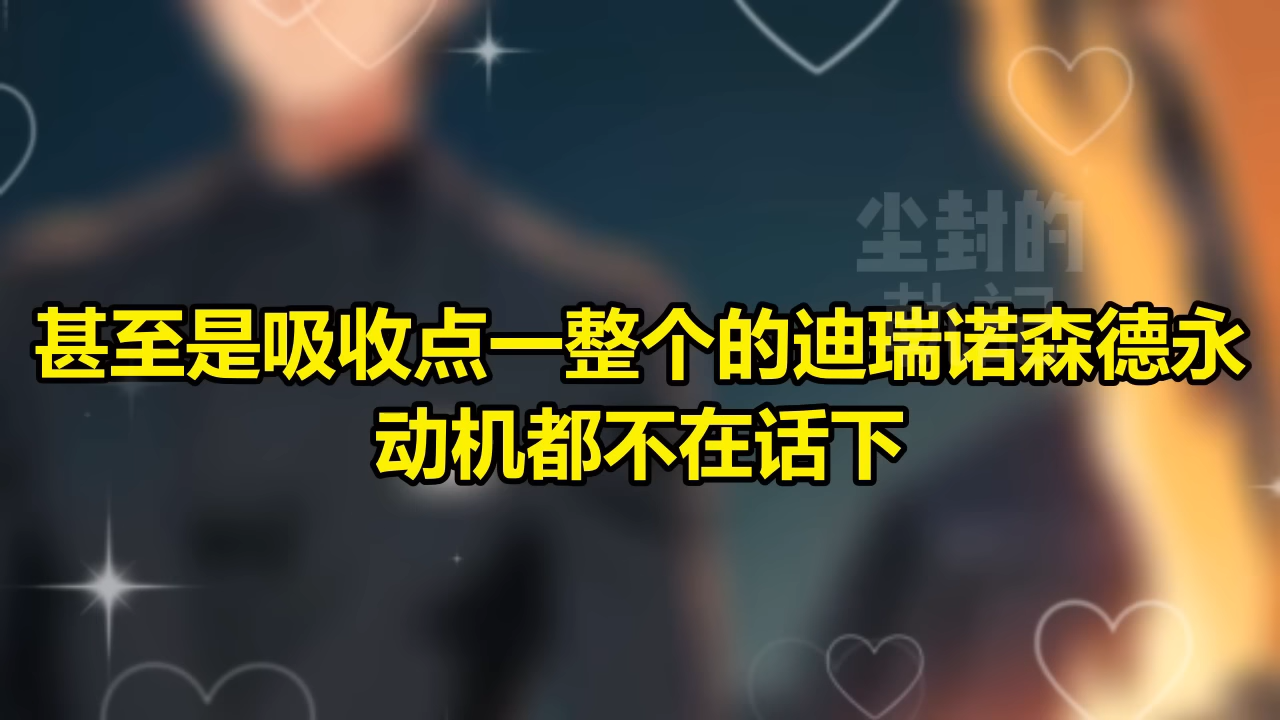 尘封的
甚至是吸收点一整个的迪瑞诺森德永
动机都不在话下